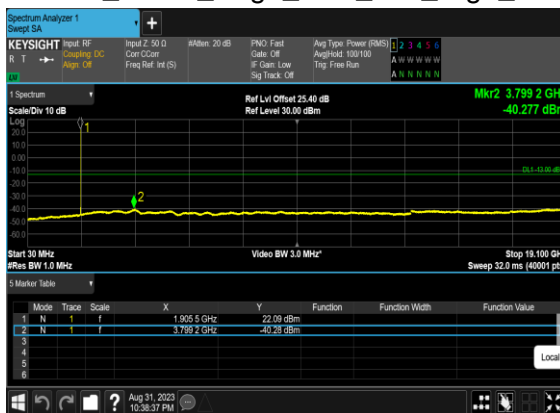 Spectrum Analyzer 1
Swept SA
+
KEYSIGHT
R T
Input: RF
Coupling: DC
Align: Off
Input Z: 50 Ω
Corr CCorr
Freq Ref: Int (S)
#Atten: 20 dB
PNO: Fast
Gate: Off
IF Gain: Low
Sig Track: Off
Avg Type: Power (RMS)
Avg|Hold: 100/100
Trig: Free Run
1 2 3 4 5 6
A W W W W W
A N N N N N
1 Spectrum
Scale/Div 10 dB
Log
Ref Lvl Offset 25.40 dB
Ref Level 30.00 dBm
Mkr2 3.799 2 GH
-40.277 dBr
20.0
10.0
0.00
-10.0
-20.0
-30.0
-40.0
-50.0
-60.0
1
2
DL1 -13.00 dB
Start 30 MHz
#Res BW 1.0 MHz
Video BW 3.0 MHz*
Stop 19.100 GH
Sweep 32.0 ms (40001 pt
5 Marker Table
Mode Trace Scale X Y Function Function Width Function Value
1 N 1 f 1.905 5 GHz 22.09 dBm
2 N 1 f 3.799 2 GHz -40.28 dBm
3
4
5
6
Local
?
Aug 31, 2023
10:38:37 PM